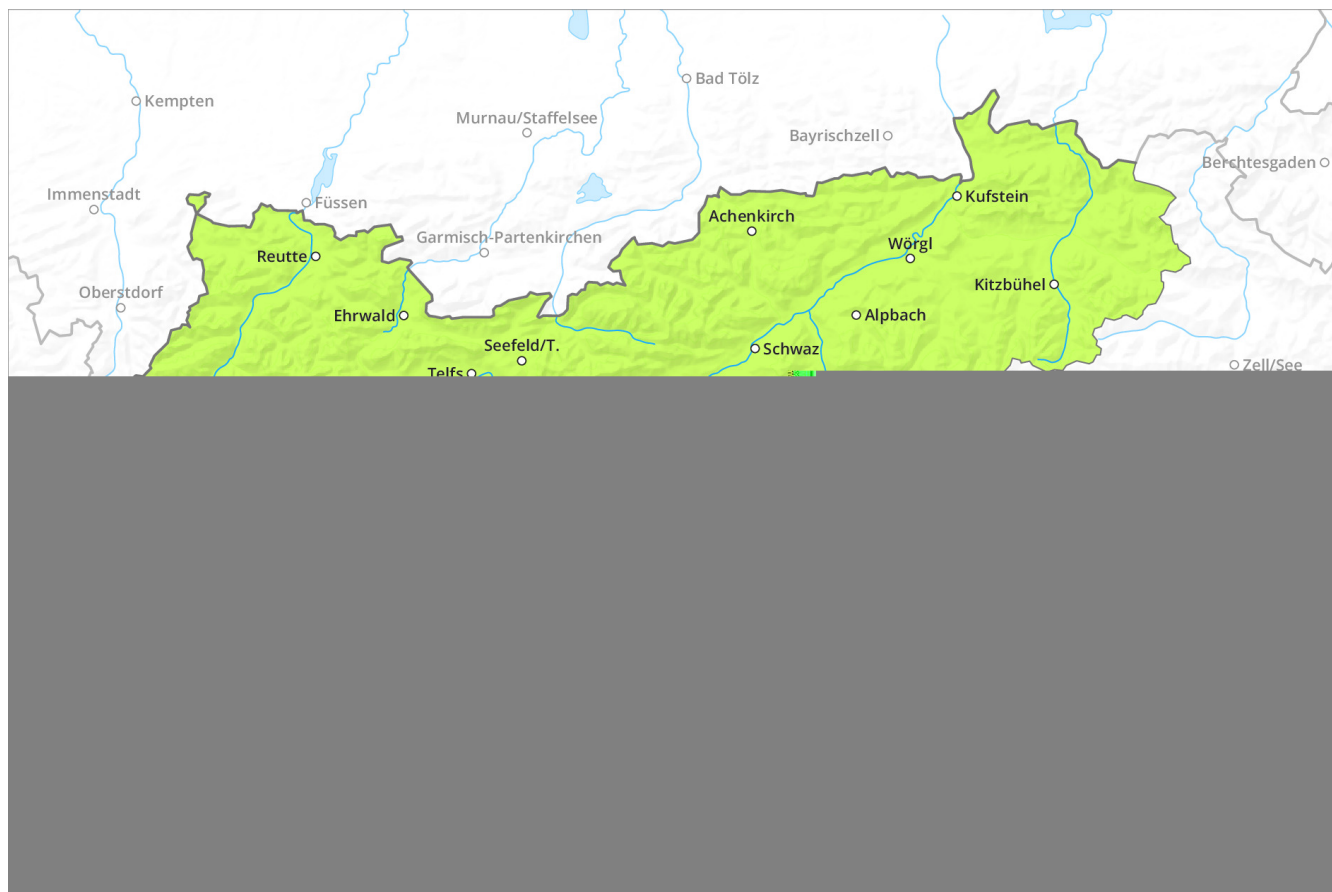 Bad Tölz
Kempten
Murnau/Staffelsee
Bayrischzell
Berchtesgaden
Immenstadt
Kufstein
Füssen
Achenkirch
Garmisch-Partenkirchen
Wörgl
Reutte
Kitzbühel
Oberstdorf
Ehrwald
Alpbach
Seefeld/T.
Schwaz
Zell/See
Telfs